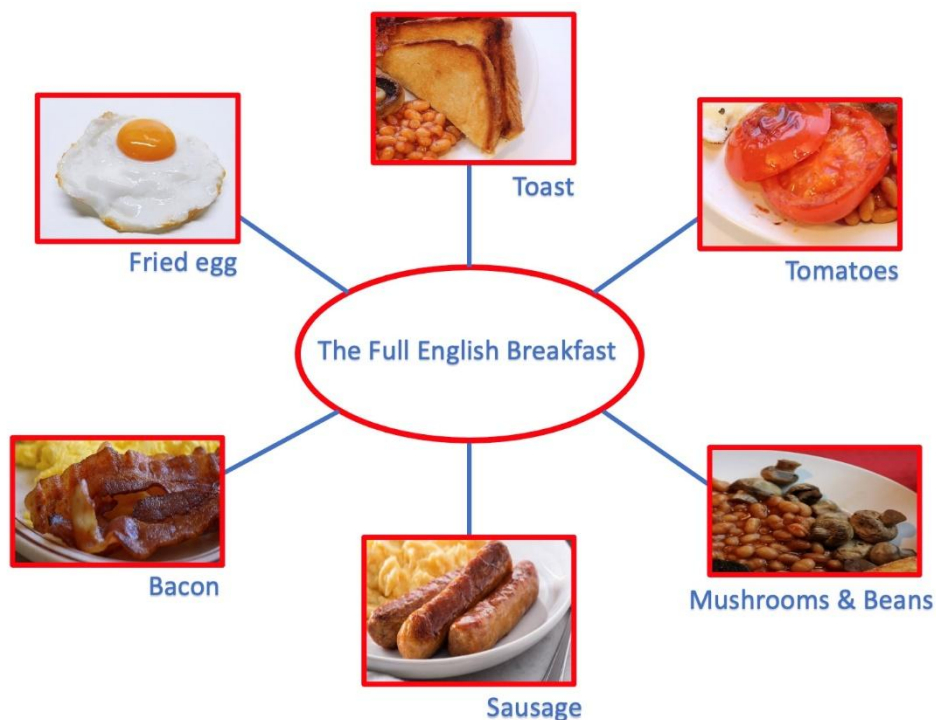 Toast
Fried egg
Tomatoes
The Full English Breakfast
Bacon
Mushrooms & Beans
Sausage